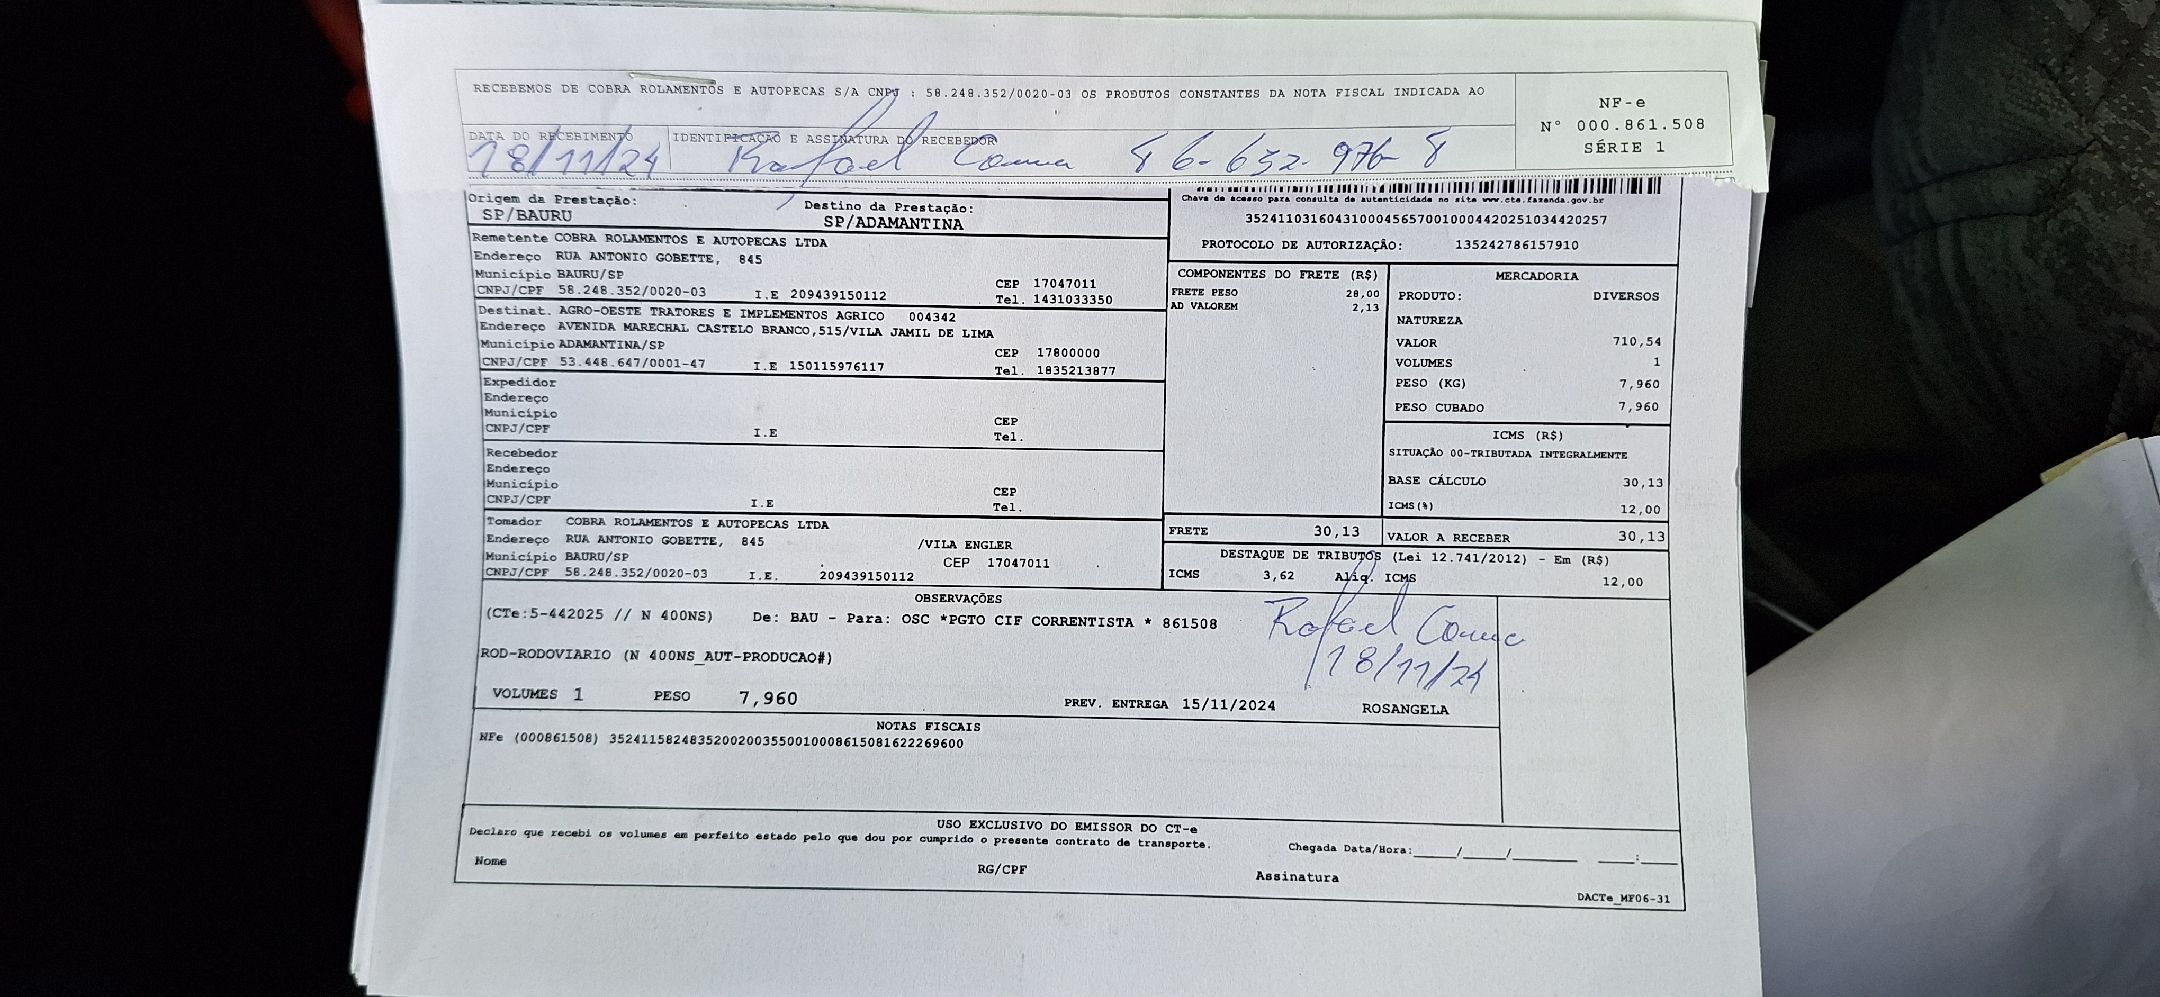 RECEBEMOS DE COBRA ROLAMENTOS E AUTOPECAS S/A CNPJ : 58.248.352/0020-03 OS PRODUTOS CONSTANTES DA NOTA FISCAL INDICADA AO
NF-e
N° 000.861.508
SÉRIE 1
DATA DO RECEBIMENTO
IDENTIFICAÇÃO E ASSINATURA DO RECEBEDOR
18/11/24 Rafael 632-976-8
Origem da Prestação:
SP/BAURU
Destino da Prestação:
SP/ADAMANTINA
Chave de acesso para consulta de autenticidade no site www.cte.fazenda.gov.br
35241103160431000456570010004420251034420257
PROTOCOLO DE AUTORIZAÇÃO: 135242786157910
Remetente COBRA ROLAMENTOS E AUTOPECAS LTDA
Endereço RUA ANTONIO GOBETTE, 845
Município BAURU/SP
CEP 17047011
CNPJ/CPF 58.248.352/0020-03 I.E 209439150112 Tel. 1431033350
Destinat. AGRO-OESTE TRATORES E IMPLEMENTOS AGRICO 004342
Endereço AVENIDA MARECHAL CASTELO BRANCO,515/VILA JAMIL DE LIMA
Município ADAMANTINA/SP CEP 17800000
CNPJ/CPF 53.448.647/0001-47 I.E 150115976117 Tel. 1835213877
Expedidor
Endereço
Município CEP
CNPJ/CPF I.E Tel.
Recebedor
Endereço
Município CEP
CNPJ/CPF I.E Tel.
Tomador COBRA ROLAMENTOS E AUTOPECAS LTDA
Endereço RUA ANTONIO GOBETTE, 845 /VILA ENGLER
Município BAURU/SP CEP 17047011
CNPJ/CPF 58.248.352/0020-03 I.E. 209439150112
COMPONENTES DO FRETE (R$)
FRETE PESO 28,00
AD VALOREM 2,13
MERCADORIA
PRODUTO: DIVERSOS
NATUREZA
VALOR 710,54
VOLUMES 1
PESO (KG) 7,960
PESO CUBADO 7,960
ICMS (R$)
SITUAÇÃO 00-TRIBUTADA INTEGRALMENTE
BASE CÁLCULO 30,13
ICMS(%) 12,00
FRETE 30,13 VALOR A RECEBER 30,13
DESTAQUE DE TRIBUTOS (Lei 12.741/2012) - Em (R$)
ICMS 3,62 Aliq. ICMS 12,00
OBSERVAÇÕES
(CTe:5-442025 // N 400NS) De: BAU - Para: OSC *PGTO CIF CORRENTISTA * 861508
Rafael
18/11/24
ROD-RODOVIARIO (N 400NS_AUT-PRODUCAO#)
VOLUMES 1 PESO 7,960 PREV. ENTREGA 15/11/2024 ROSANGELA
NOTAS FISCAIS
NFe (000861508) 35241158248352002003550010008615081622269600
USO EXCLUSIVO DO EMISSOR DO CT-e
Declaro que recebi os volumes em perfeito estado pelo que dou por cumprido o presente contrato de transporte.
Chegada Data/Hora:_____/_____/_______ ____:____
Nome RG/CPF Assinatura
DACTe_MF06-31